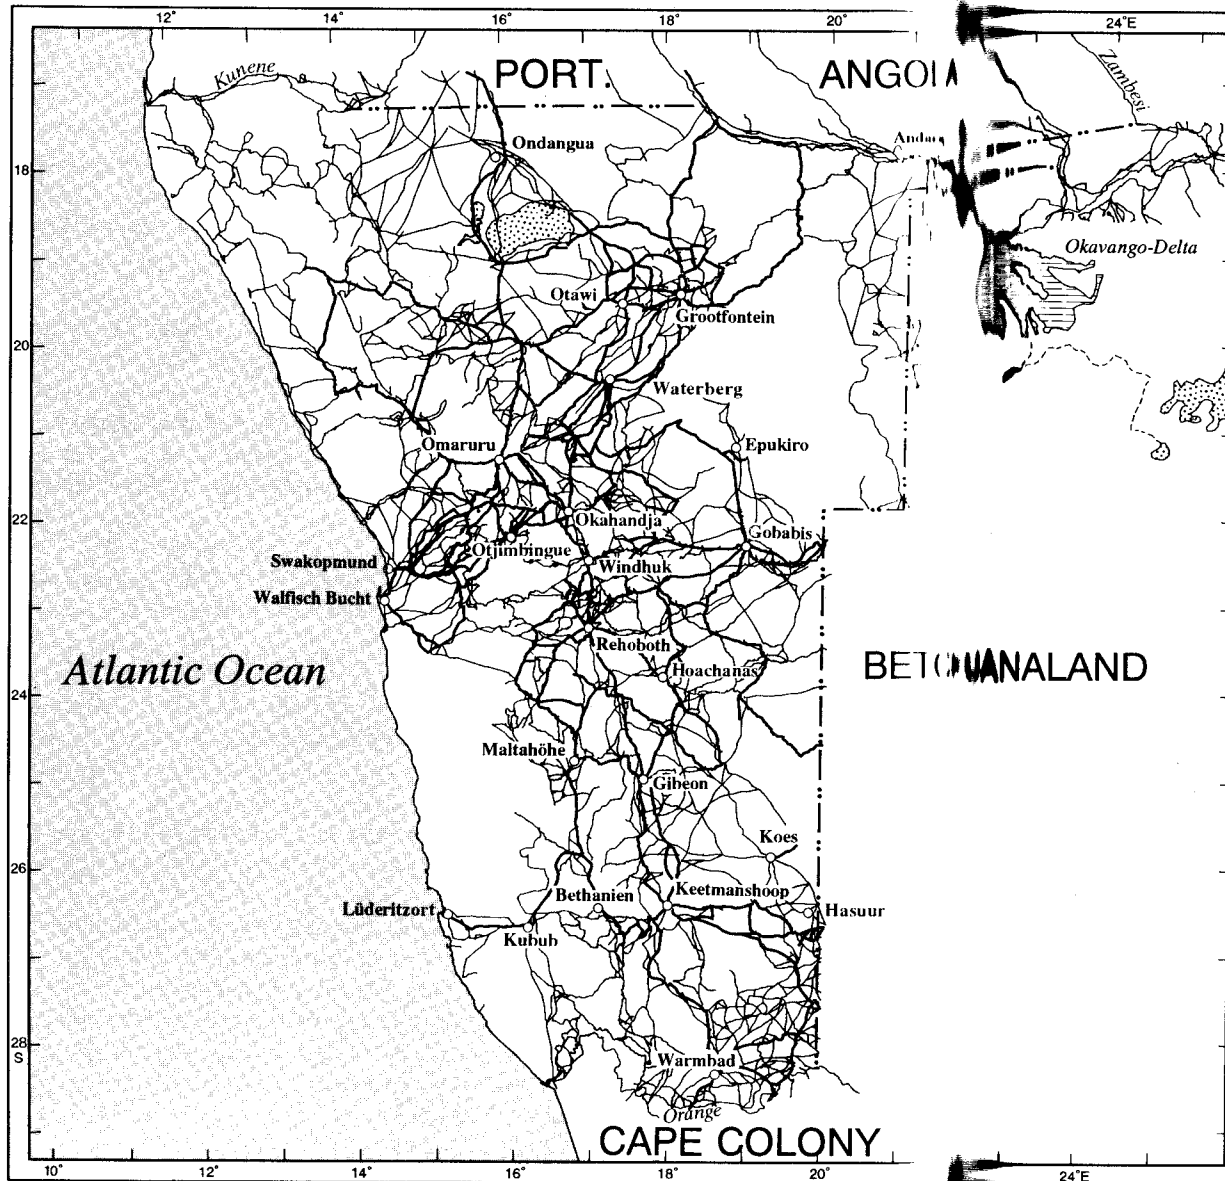 12°
14°
16°
18°
20°
24°E
Kunene
PORT.
ANGOLA
Zambesi
Ondangua
18
Okavango-Delta
Otawi
Grootfontein
20
Waterberg
Omaruru
Epukiro
22
Okahandja
Gobabis
Otjimbingue
Swakopmund
Windhuk
Walfisch Bucht
Rehoboth
Atlantic Ocean
Hoachanas
BETCHUANALAND
24
Maltahöhe
Gibeon
Koes
26
Bethanien
Keetmanshoop
Lüderitzort
Hasuur
Kubub
28
S
Warmbad
Orange
CAPE COLONY
10°
12°
14°
16°
18°
20
24°E